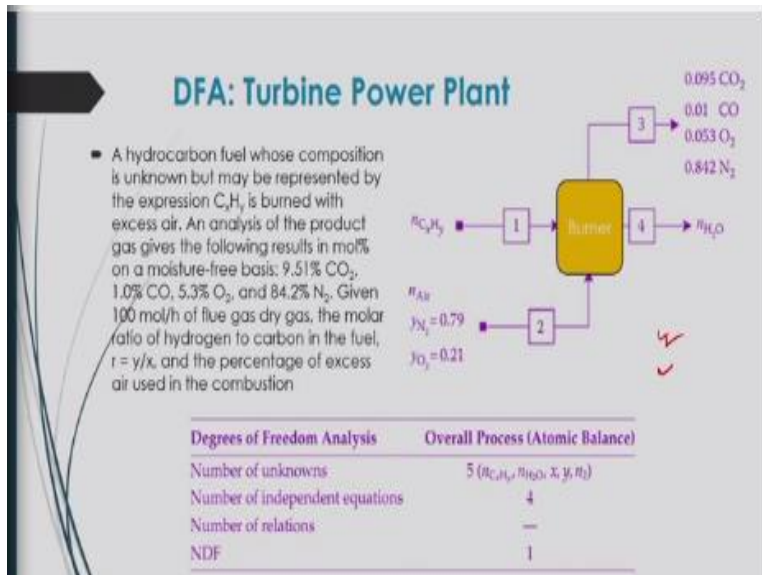 DFA: Turbine Power Plant
A hydrocarbon fuel whose composition
is unknown but may be represented by
the expression CxHy is burned with
excess air. An analysis of the product
gas gives the following results in mol%
on a moisture-free basis: 9.51% CO2,
1.0% CO, 5.3% O2, and 84.2% N2. Given
100 mol/h of flue gas dry gas, the molar
ratio of hydrogen to carbon in the fuel,
r = y/x, and the percentage of excess
air used in the combustion
0.095 CO2
0.01 CO
0.053 O2
0.842 N2
3
nCxHy
1
Burner
4
nH2O
nAir
yN2 = 0.79
yO2 = 0.21
2
Degrees of Freedom Analysis Overall Process (Atomic Balance)
Number of unknowns 5 (nCxHy, nH2O, x, y, n2)
Number of independent equations 4
Number of relations —
NDF 1